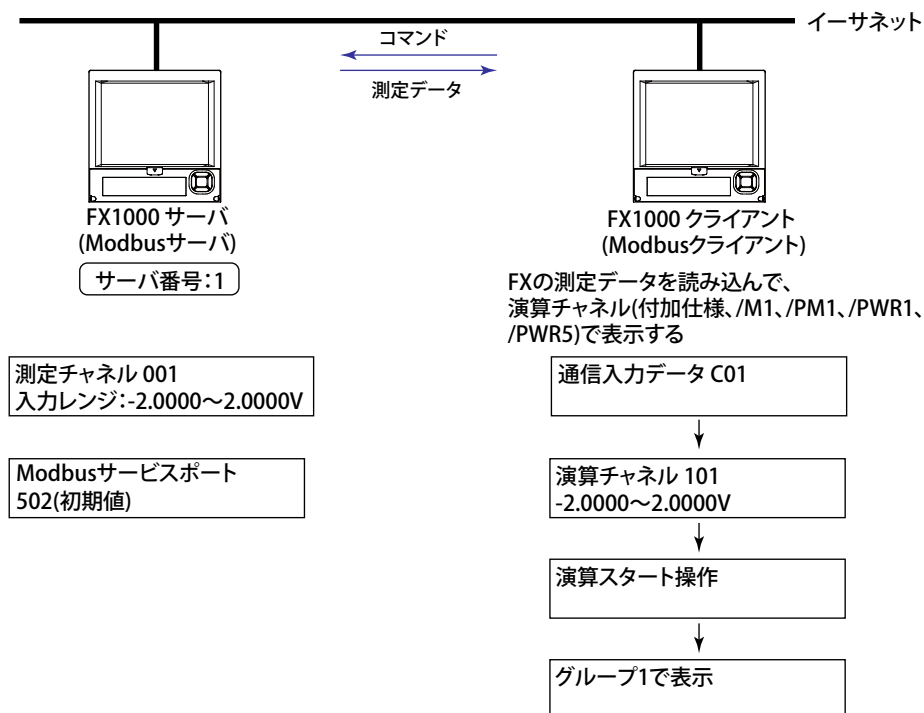 イーサネット
コマンド
測定データ
FX1000 サーバ
(Modbusサーバ)
サーバ番号:1
FX1000 クライアント
(Modbusクライアント)
FXの測定データを読み込んで、
演算チャネル(付加仕様、/M1、/PM1、/PWR1、
/PWR5)で表示する
測定チャネル 001
入力レンジ:-2.0000～2.0000V
Modbusサービスポート
502(初期値)
通信入力データ C01
演算チャネル 101
-2.0000～2.0000V
演算スタート操作
グループ1で表示